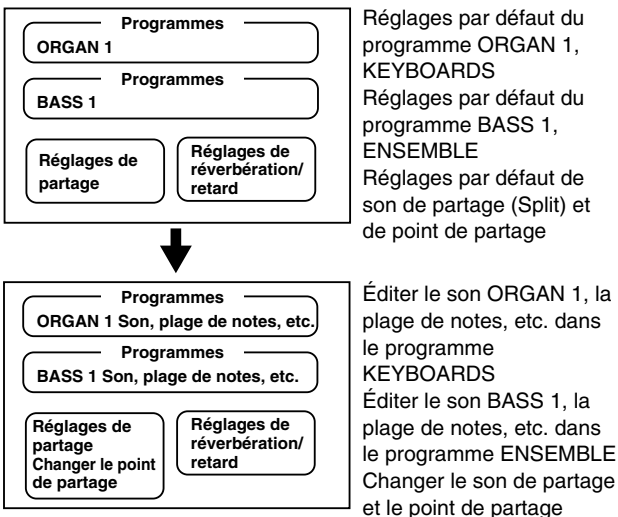 Programmes
ORGAN 1
Programmes
BASS 1
Réglages de
partage
Réglages de
réverbération/
retard
Réglages par défaut du
programme ORGAN 1,
KEYBOARDS
Réglages par défaut du
programme BASS 1,
ENSEMBLE
Réglages par défaut de
son de partage (Split) et
de point de partage
Programmes
ORGAN 1 Son, plage de notes, etc.
Programmes
BASS 1 Son, plage de notes, etc.
Réglages de
partage
Changer le point
de partage
Réglages de
réverbération/
retard
Éditer le son ORGAN 1, la
plage de notes, etc. dans
le programme
KEYBOARDS
Éditer le son BASS 1, la
plage de notes, etc. dans
le programme ENSEMBLE
Changer le son de partage
et le point de partage